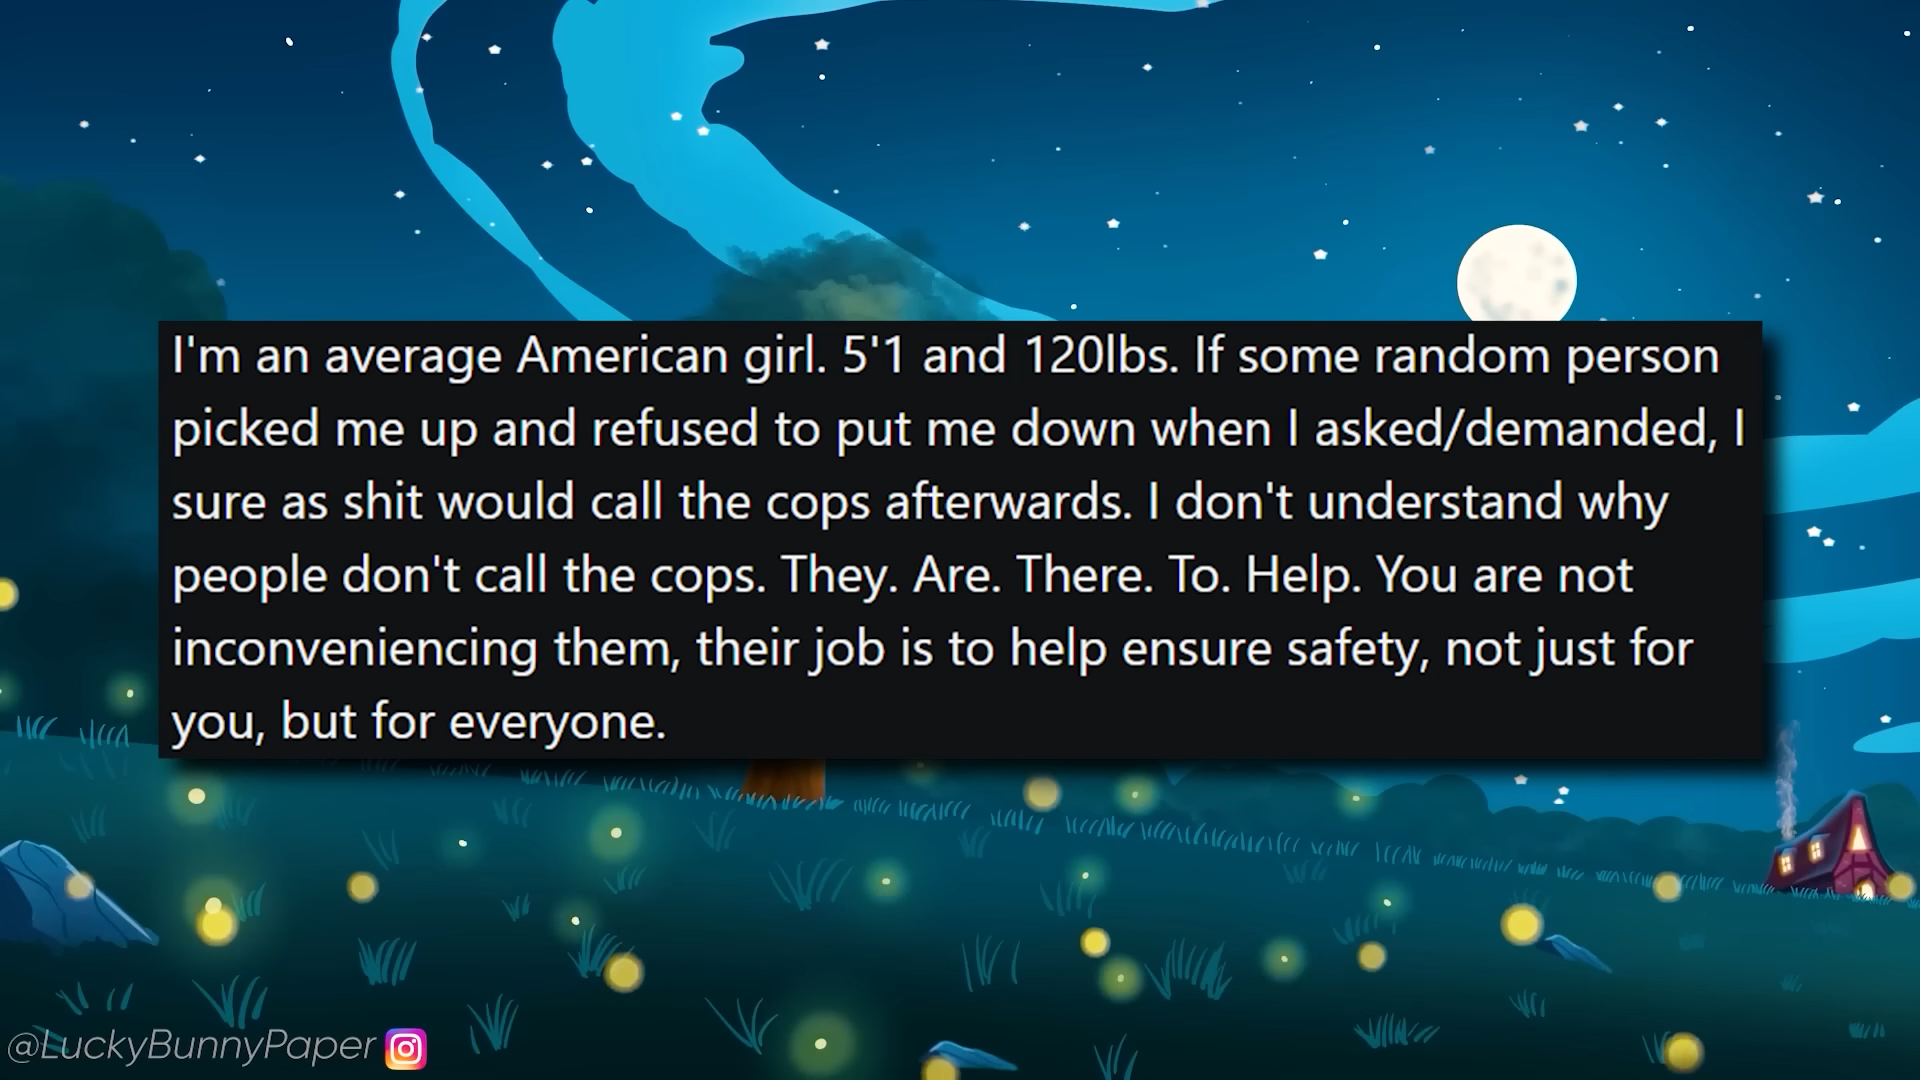 I'm an average American girl. 5'1 and 120lbs. If some random person
picked me up and refused to put me down when I asked/demanded, I
sure as shit would call the cops afterwards. I don't understand why
people don't call the cops. They. Are. There. To. Help. You are not
inconveniencing them, their job is to help ensure safety, not just for
you, but for everyone.
@LuckyBunnyPaper